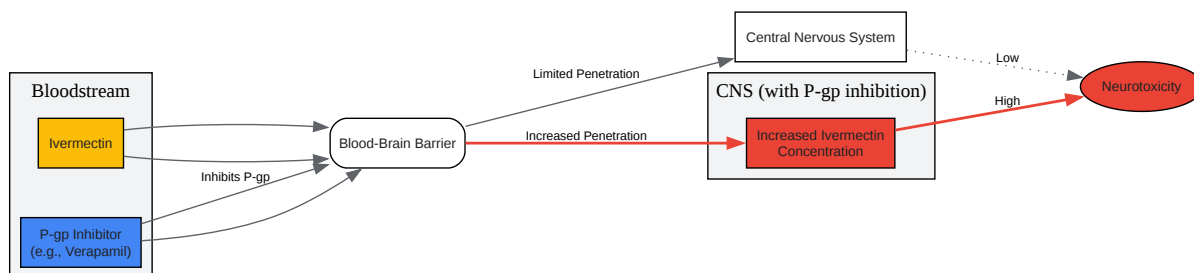 Bloodstream
Ivermectin
P-gp Inhibitor
(e.g., Verapamil)
Inhibits P-gp
Blood-Brain Barrier
Limited Penetration
Increased Penetration
Central Nervous System
CNS (with P-gp inhibition)
Increased Ivermectin
Concentration
Low
High
Neurotoxicity